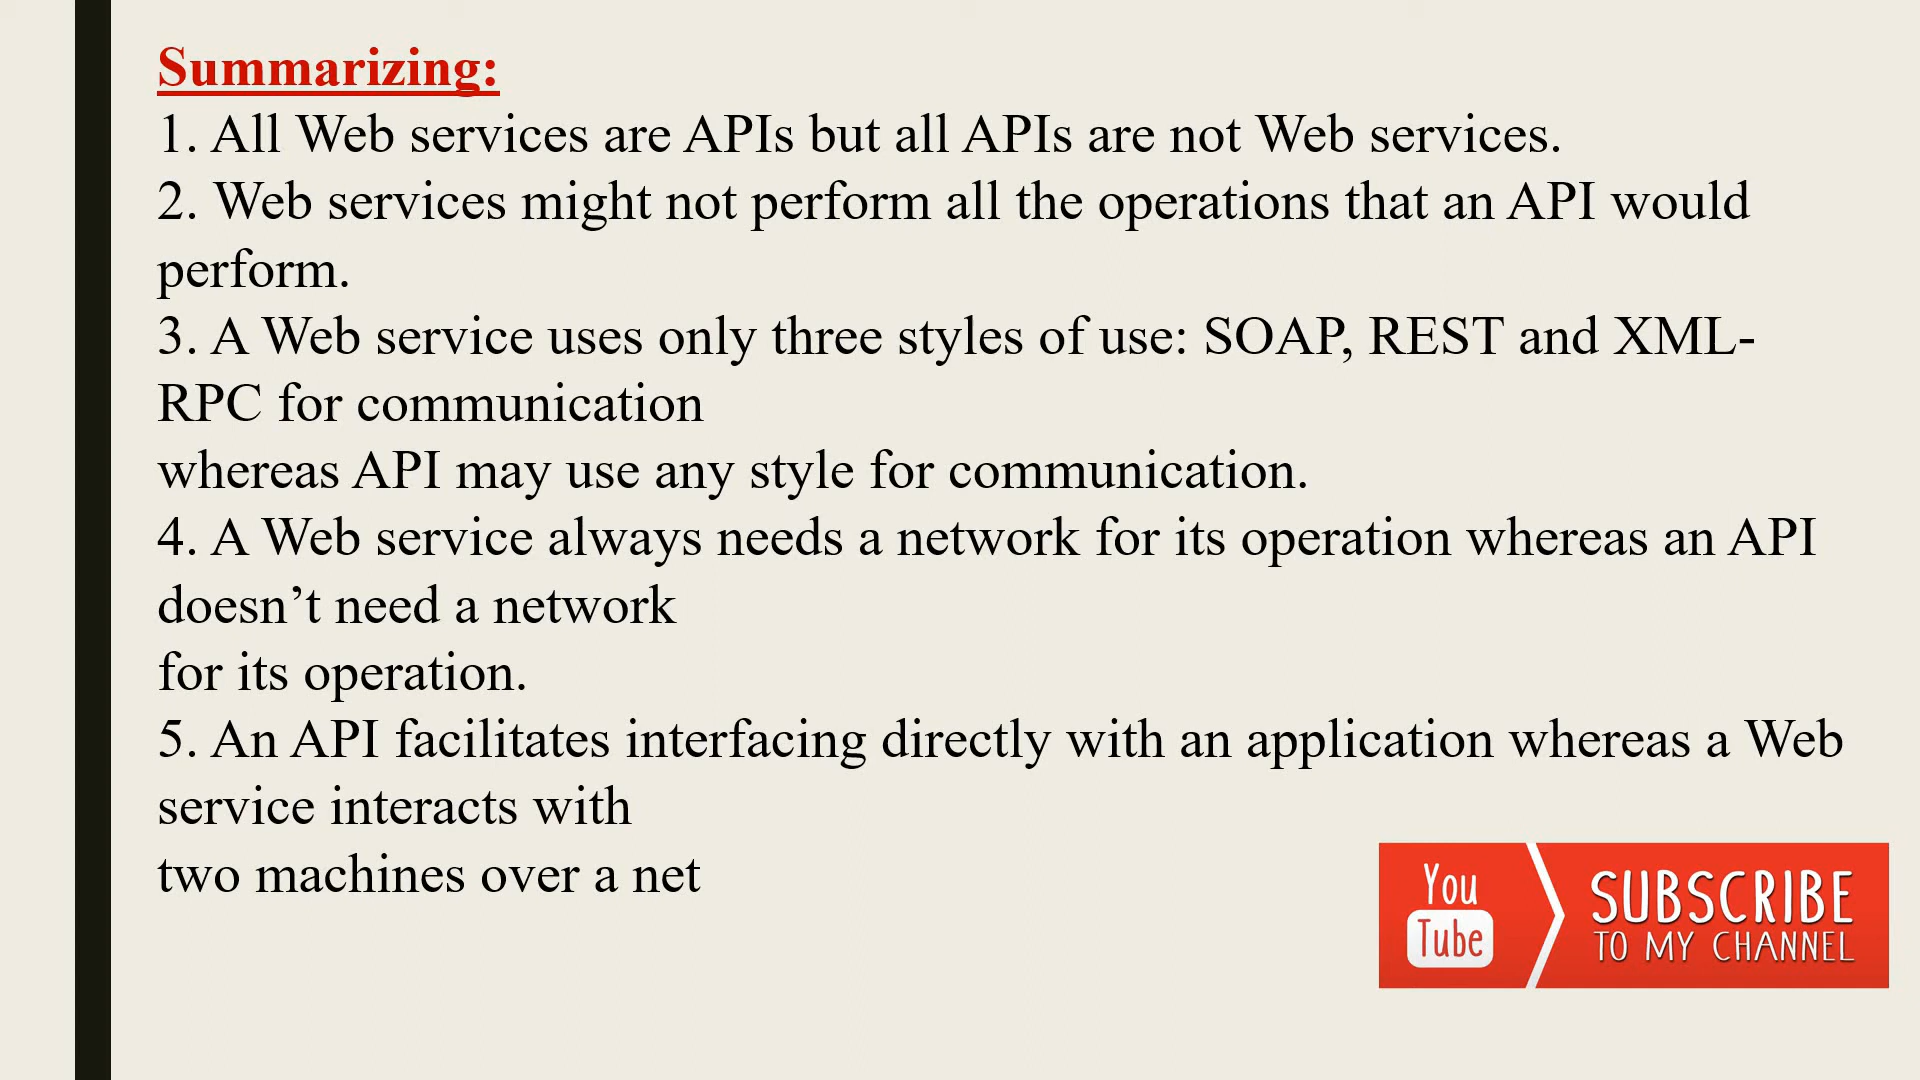 Summarizing:
1. All Web services are APIs but all APIs are not Web services.
2. Web services might not perform all the operations that an API would
perform.
3. A Web service uses only three styles of use: SOAP, REST and XML-
RPC for communication
whereas API may use any style for communication.
4. A Web service always needs a network for its operation whereas an API
doesn’t need a network
for its operation.
5. An API facilitates interfacing directly with an application whereas a Web
service interacts with
two machines over a net
You
Tube
SUBSCRIBE
TO MY CHANNEL